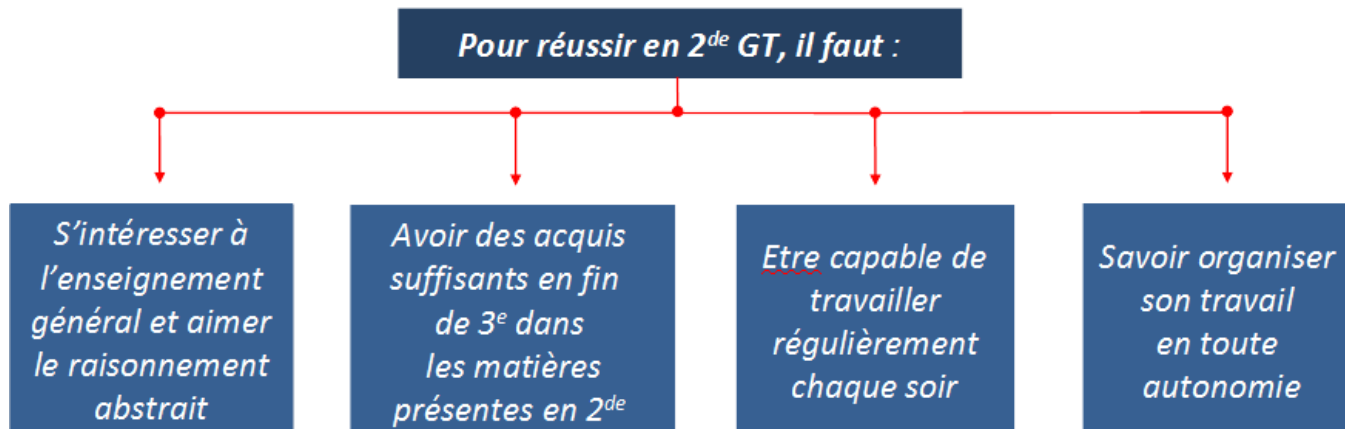 Pour réussir en 2de GT, il faut :
S'intéresser à
l'enseignement
général et aimer
le raisonnement
abstrait
Avoir des acquis
suffisants en fin
de 3e dans
les matières
présentes en 2de
Etre capable de
travailler
régulièrement
chaque soir
Savoir organiser
son travail
en toute
autonomie